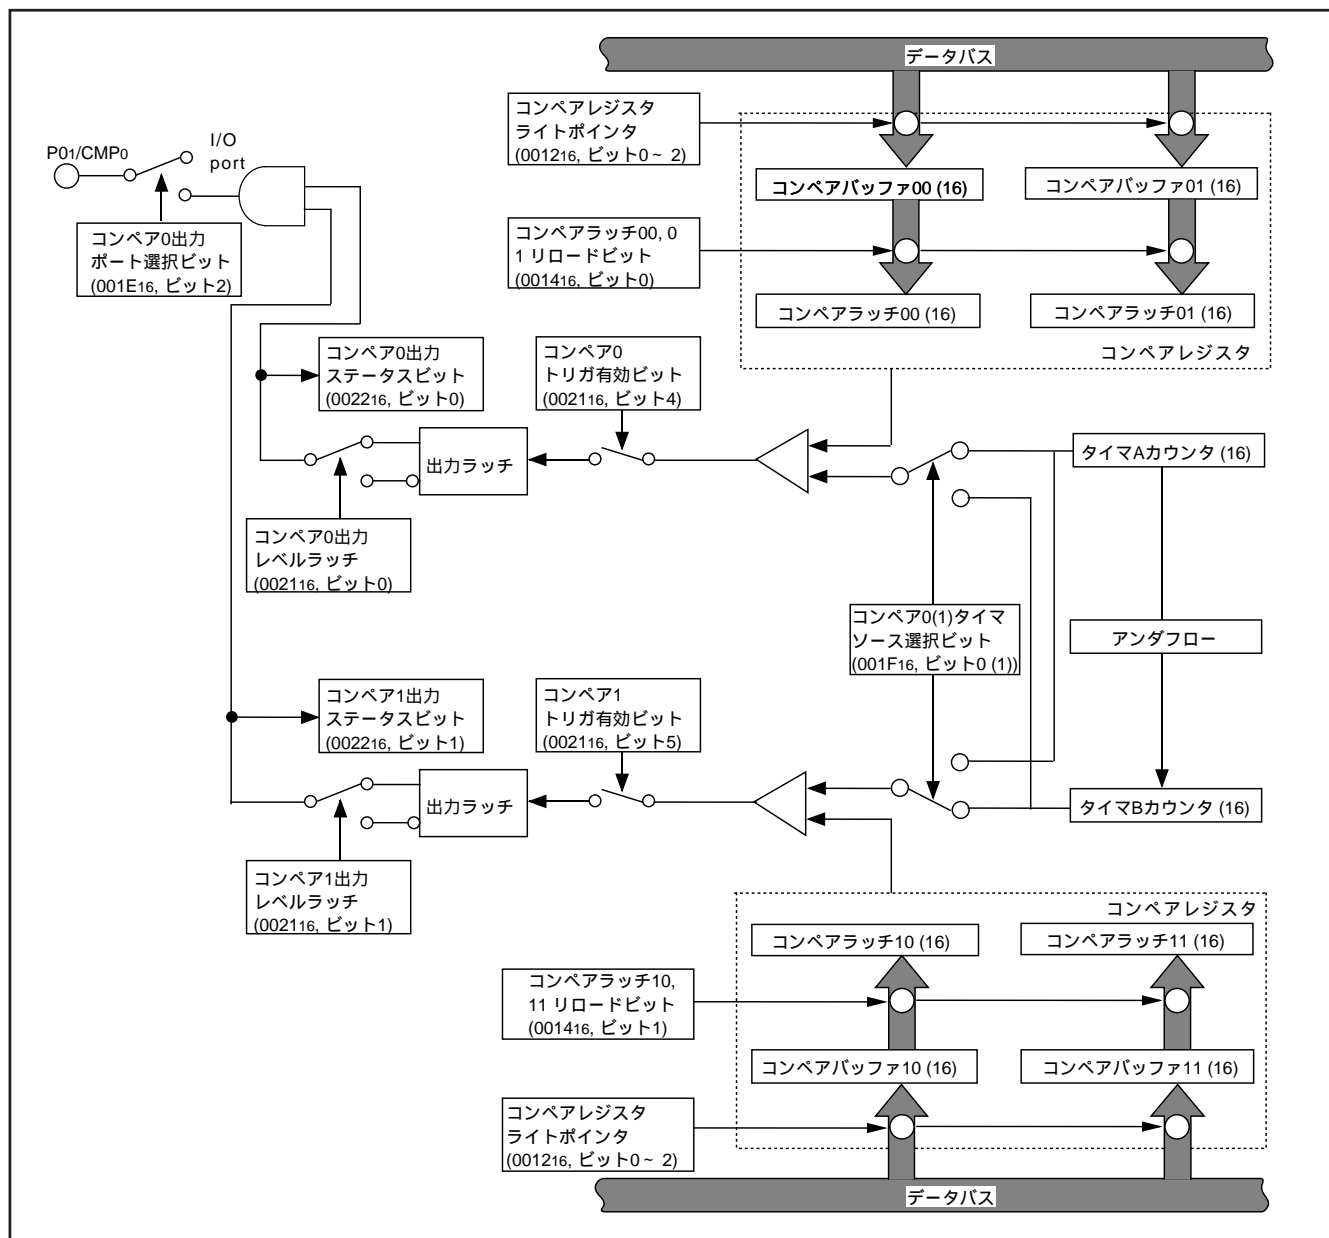 データバス
コンペアレジスタ
ライトポインタ
(001216, ビット0~ 2)
I/O
port
P01/CMP0
コンペアバッファ00 (16)
コンペアバッファ01 (16)
コンペア0出力
ポート選択ビット
(001E16, ビット2)
コンペアラッチ00, 0
1 リロードビット
(001416, ビット0)
コンペアラッチ00 (16)
コンペアラッチ01 (16)
コンペアレジスタ
コンペア0出力
ステータスビット
(002216, ビット0)
コンペア0
トリガ有効ビット
(002116, ビット4)
出力ラッチ
タイマAカウンタ (16)
コンペア0出力
レベルラッチ
(002116, ビット0)
コンペア0(1)タイマ
ソース選択ビット
(001F16, ビット0 (1))
アンダフロー
コンペア1出力
ステータスビット
(002216, ビット1)
コンペア1
トリガ有効ビット
(002116, ビット5)
出力ラッチ
タイマBカウンタ (16)
コンペア1出力
レベルラッチ
(002116, ビット1)
コンペアレジスタ
コンペアラッチ10 (16)
コンペアラッチ11 (16)
コンペアラッチ10,
11 リロードビット
(001416, ビット1)
コンペアバッファ10 (16)
コンペアバッファ11 (16)
コンペアレジスタ
ライトポインタ
(001216, ビット0~ 2)
データバス